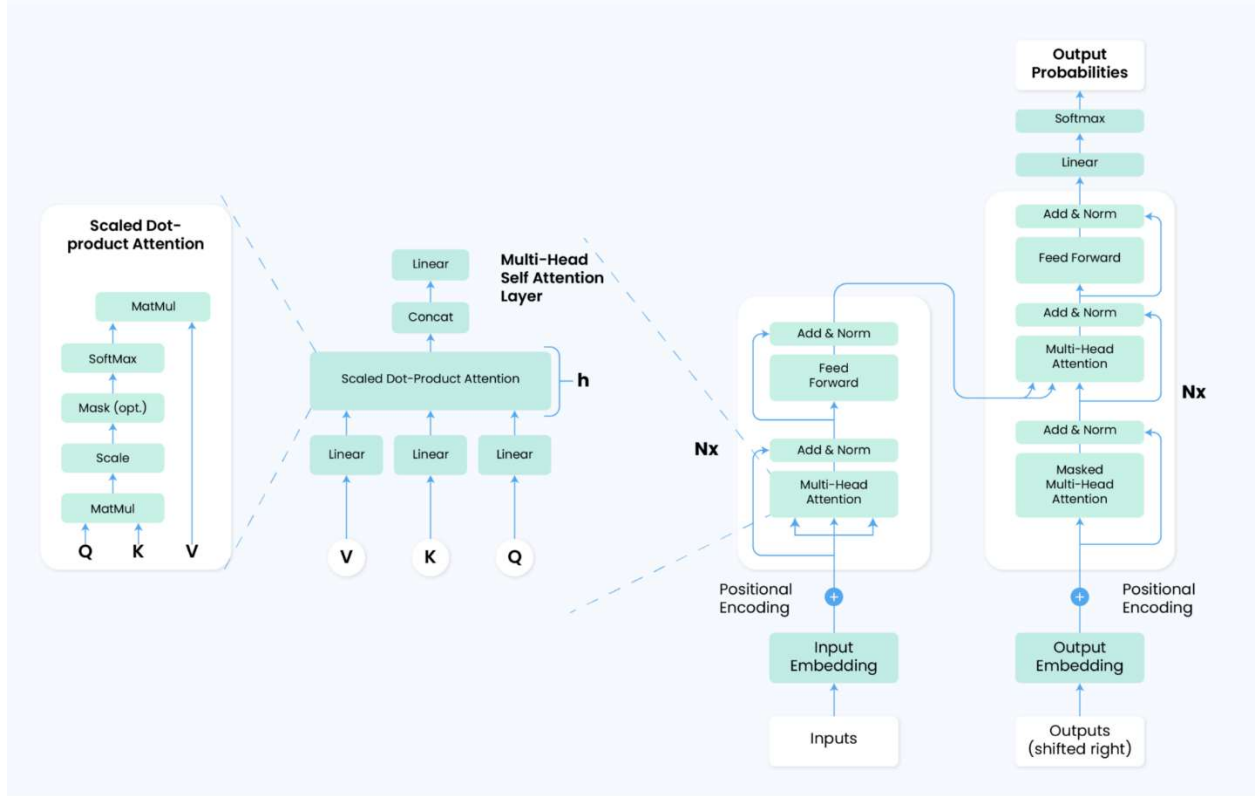 Scaled Dot-
product Attention
MatMul
SoftMax
Mask (opt.)
Scale
MatMul
Q
K
V
Multi-Head
Self Attention
Layer
Linear
Concat
Scaled Dot-Product Attention
h
Linear
Linear
Linear
V
K
Q
Add & Norm
Feed
Forward
Nx
Add & Norm
Multi-Head
Attention
Positional
Encoding
+
Input
Embedding
Inputs
Output
Probabilities
Softmax
Linear
Add & Norm
Feed Forward
Add & Norm
Multi-Head
Attention
Nx
Add & Norm
Masked
Multi-Head
Attention
+
Positional
Encoding
Output
Embedding
Outputs
(shifted right)